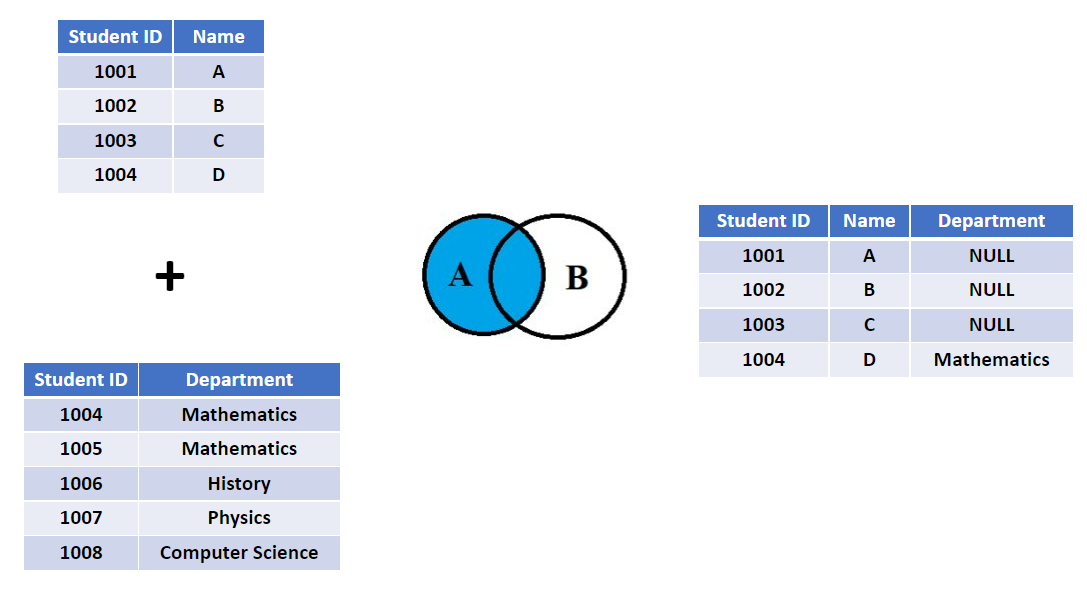 Student ID Name
1001 A
1002 B
1003 C
1004 D
+
Student ID Department
1004 Mathematics
1005 Mathematics
1006 History
1007 Physics
1008 Computer Science
A B
Student ID Name Department
1001 A NULL
1002 B NULL
1003 C NULL
1004 D Mathematics